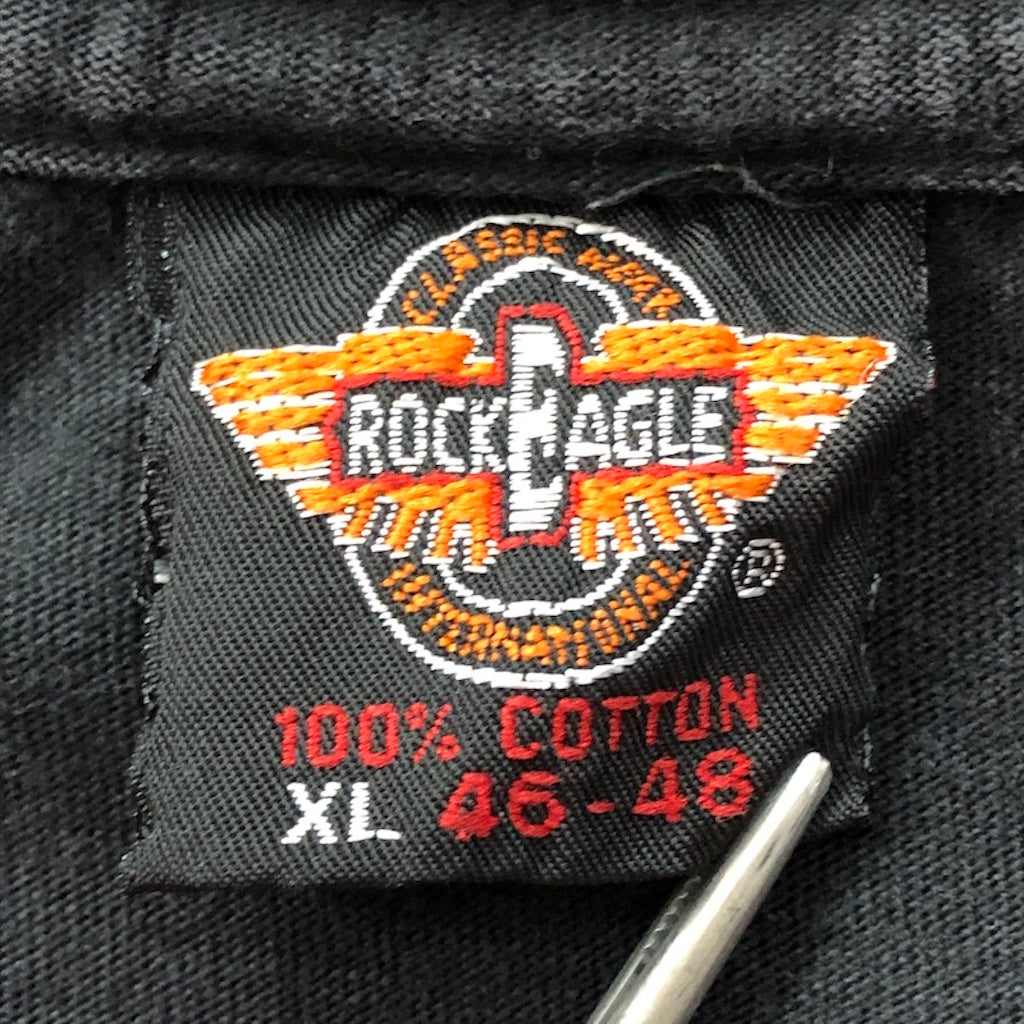 CLASSIC WEAR
ROCK EAGLE
INTERNATIONAL
®
100% COTTON
XL 46-48